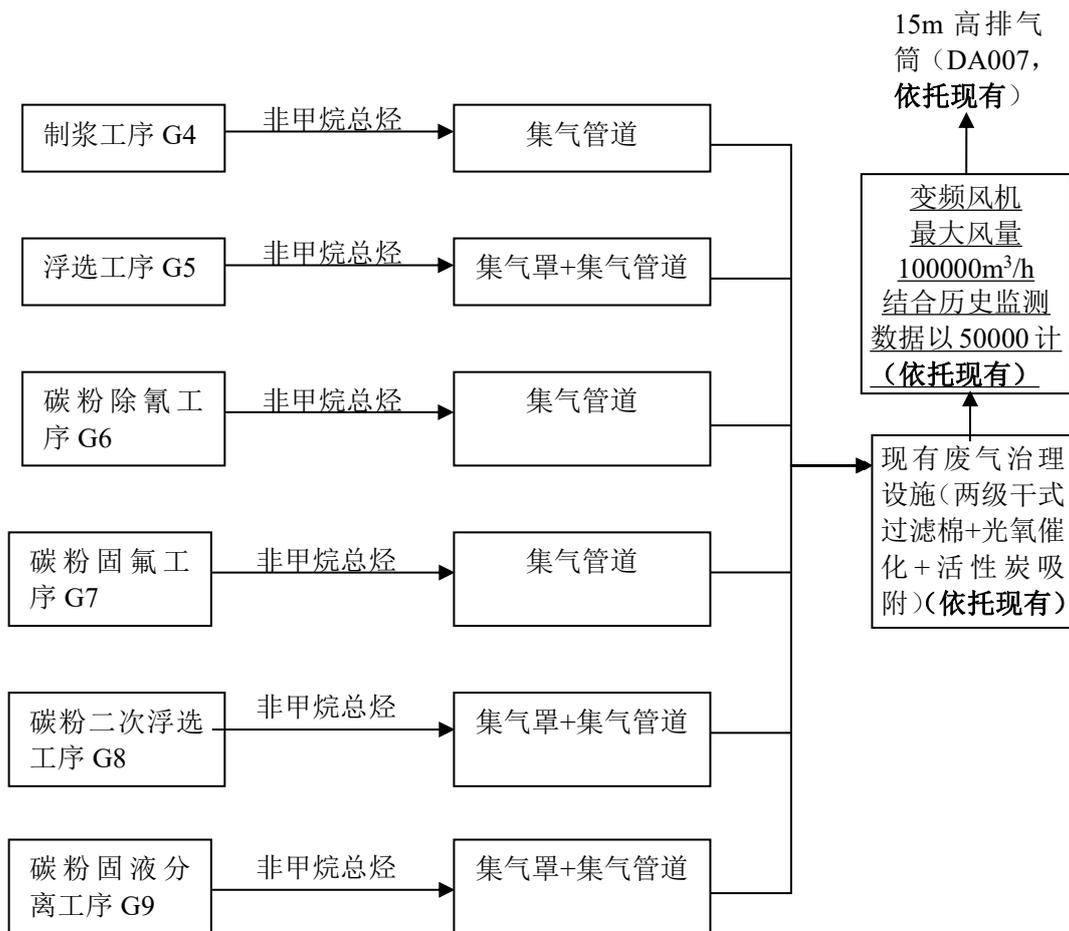 15m 高排气
筒（DA007，
依托现有）
制浆工序 G4
非甲烷总烃
集气管道
浮选工序 G5
非甲烷总烃
集气罩+集气管道
变频风机
最大风量
100000m³/h
结合历史监测
数据以 50000 计
（依托现有）
碳粉除氰工
序 G6
非甲烷总烃
集气管道
现有废气治理
设施（两级干式
过滤棉+光氧催
化+活性炭吸
附）（依托现有）
碳粉固氟工
序 G7
非甲烷总烃
集气管道
碳粉二次浮选
工序 G8
非甲烷总烃
集气罩+集气管道
碳粉固液分
离工序 G9
非甲烷总烃
集气罩+集气管道